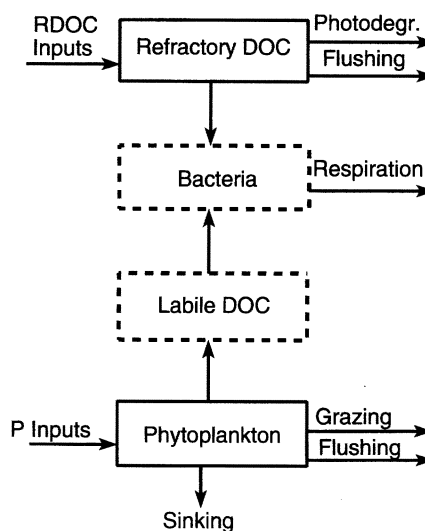 RDOC
Inputs
Refractory DOC
Photodegr.
Flushing
Bacteria
Respiration
Labile DOC
P Inputs
Phytoplankton
Grazing
Flushing
Sinking